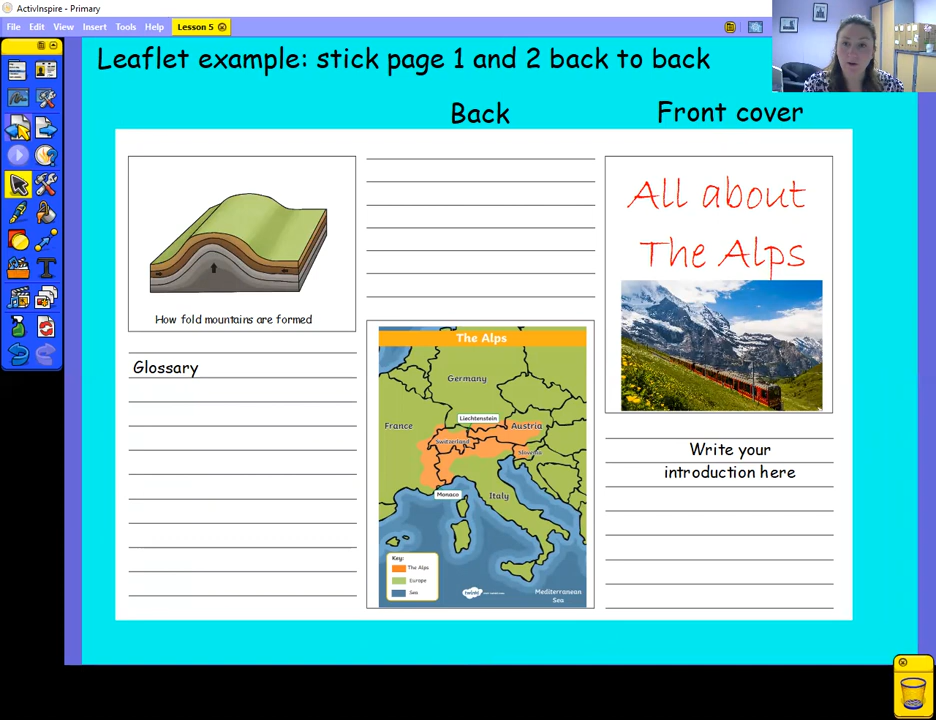 ActivInspire - Primary
File Edit View Insert Tools Help Lesson 5
Leaflet example: stick page 1 and 2 back to back
Back
Front cover
How fold mountains are formed
Glossary
The Alps
Germany
Liechtenstein
France
Austria
Switzerland
Slovenia
Monaco
Italy
Key:
The Alps
Europe
Sea
twinkl
Mediterranean
Sea
All about
The Alps
Write your
introduction here